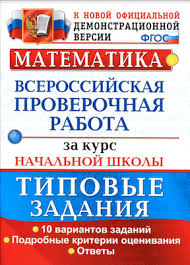 К НОВОЙ ОФИЦИАЛЬНОЙ
ДЕМОНСТРАЦИОННОЙ
ВЕРСИИ
ФГОС
МАТЕМАТИКА
ВСЕРОССИЙСКАЯ
ПРОВЕРОЧНАЯ
РАБОТА
за курс
НАЧАЛЬНОЙ ШКОЛЫ
ТИПОВЫЕ
ЗАДАНИЯ
• 10 вариантов заданий
• Подробные критерии оценивания
• Ответы